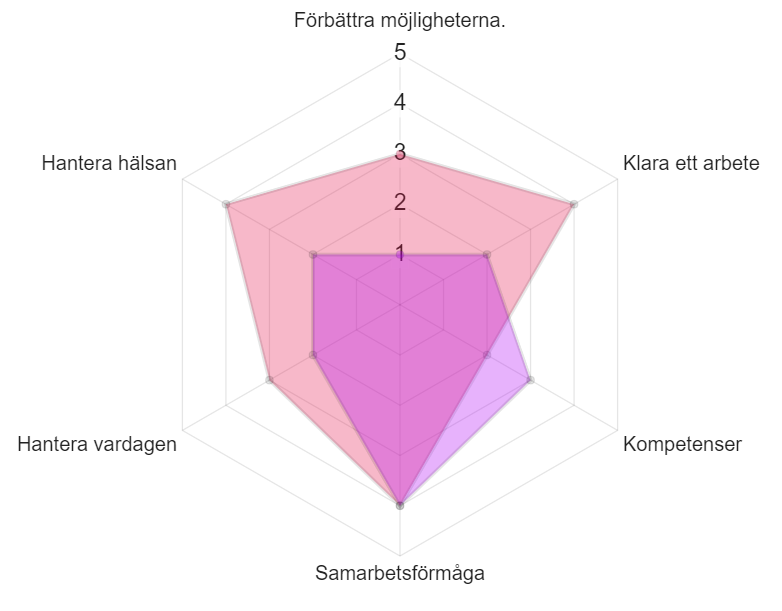 Förbättra möjligheterna.
5
4
3
2
1
Hantera hälsan
Klara ett arbete
Hantera vardagen
Kompetenser
Samarbetsförmåga